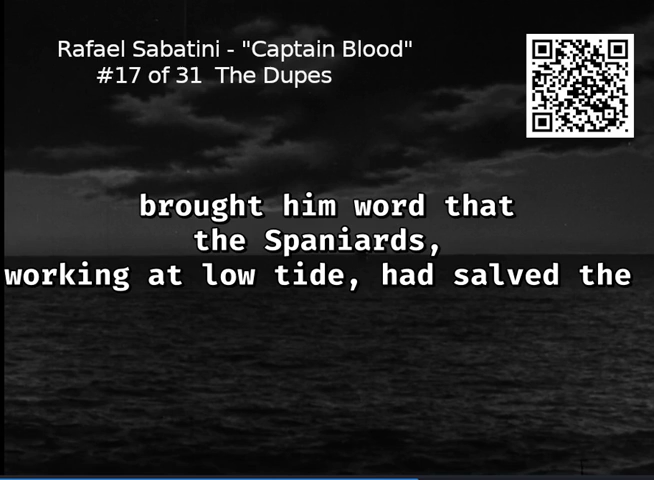 Rafael Sabatini - "Captain Blood"
#17 of 31  The Dupes
brought him word that
the Spaniards,
working at low tide, had salved the